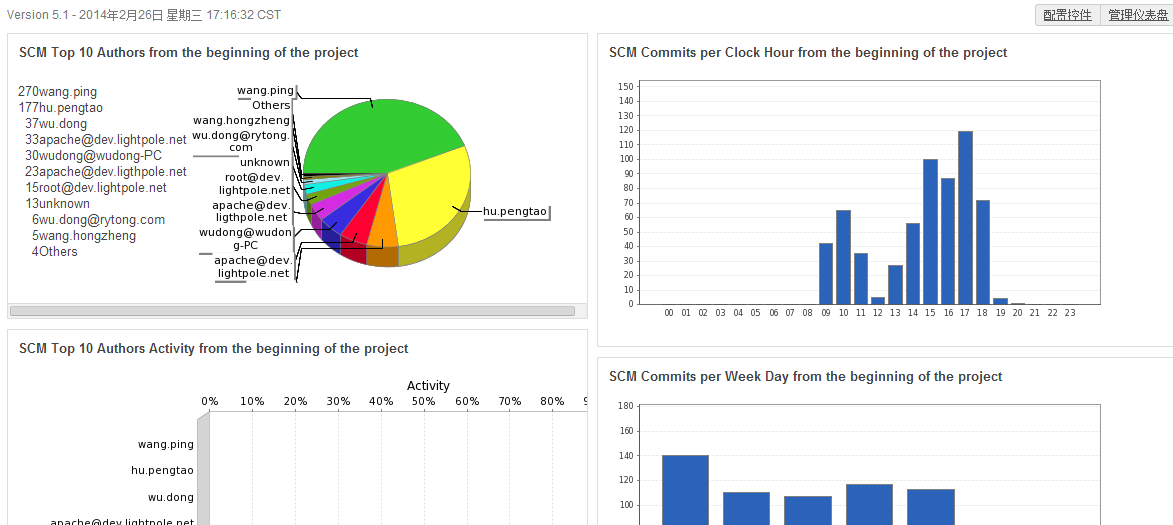 Version 5.1 - 2014年2月26日 星期三 17:16:32 CST
配置控件
管理仪表盘
SCM Top 10 Authors from the beginning of the project
270wang.ping
177hu.pengtao
37wu.dong
33apache@dev.lightpole.net
30wudong@wudong-PC
23apache@dev.ligthpole.net
15root@dev.lightpole.net
13unknown
6wu.dong@rytong.com
5wang.hongzheng
4Others
wang.ping
Others
wang.hongzheng
wu.dong@rytong.
com
unknown
root@dev.
lightpole.net
apache@dev.
ligthpole.net
wudong@wudon
g-PC
apache@dev.
lightpole.net
hu.pengtao
SCM Commits per Clock Hour from the beginning of the project
150
140
130
120
110
100
90
80
70
60
50
40
30
20
10
0
00 01 02 03 04 05 06 07 08 09 10 11 12 13 14 15 16 17 18 19 20 21 22 23
SCM Top 10 Authors Activity from the beginning of the project
Activity
0% 10% 20% 30% 40% 50% 60% 70% 80%
wang.ping
hu.pengtao
wu.dong
apache@dev.lightpole.net
SCM Commits per Week Day from the beginning of the project
180
160
140
120
100